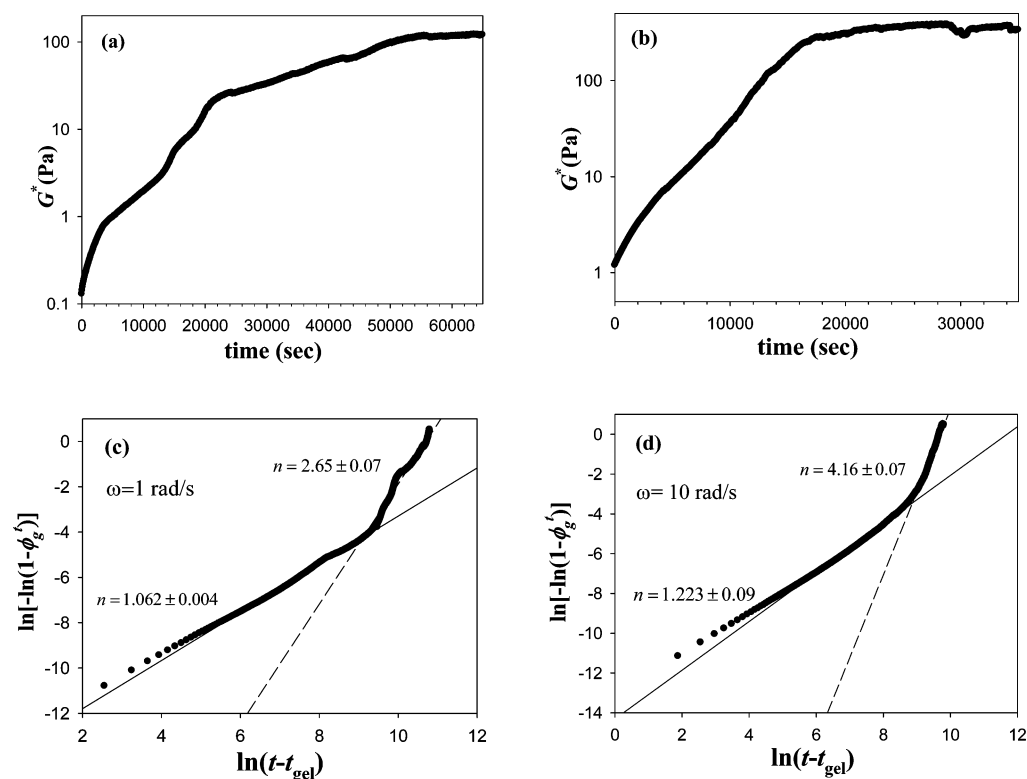 (a)
G* (Pa)
100
10
1
0.1
0 10000 20000 30000 40000 50000 60000
time (sec)
(b)
G* (Pa)
100
10
1
0 10000 20000 30000
time (sec)
(c)
n = 2.65 ± 0.07
ω=1 rad/s
n = 1.062 ± 0.004
ln[-ln(1-ϕ_g^t)]
0
-2
-4
-6
-8
-10
-12
2 4 6 8 10 12
ln(t-t_gel)
(d)
n = 4.16 ± 0.07
ω= 10 rad/s
n = 1.223 ± 0.09
ln[-ln(1-ϕ_g^t)]
0
-2
-4
-6
-8
-10
-12
-14
0 2 4 6 8 10 12
ln(t-t_gel)